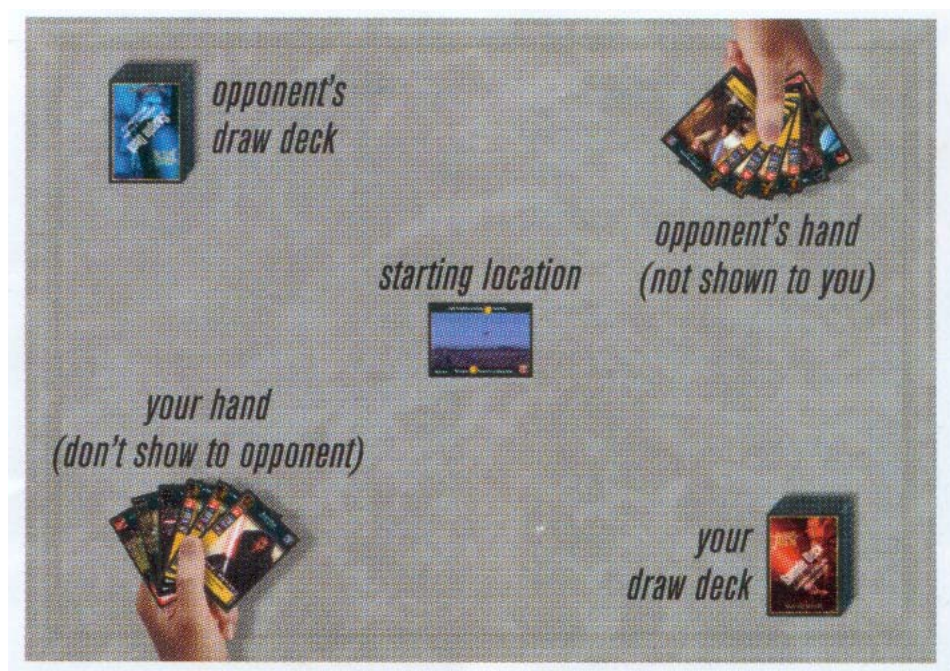 opponent's
draw deck
opponent's hand
(not shown to you)
starting location
your hand
(don't show to opponent)
your
draw deck